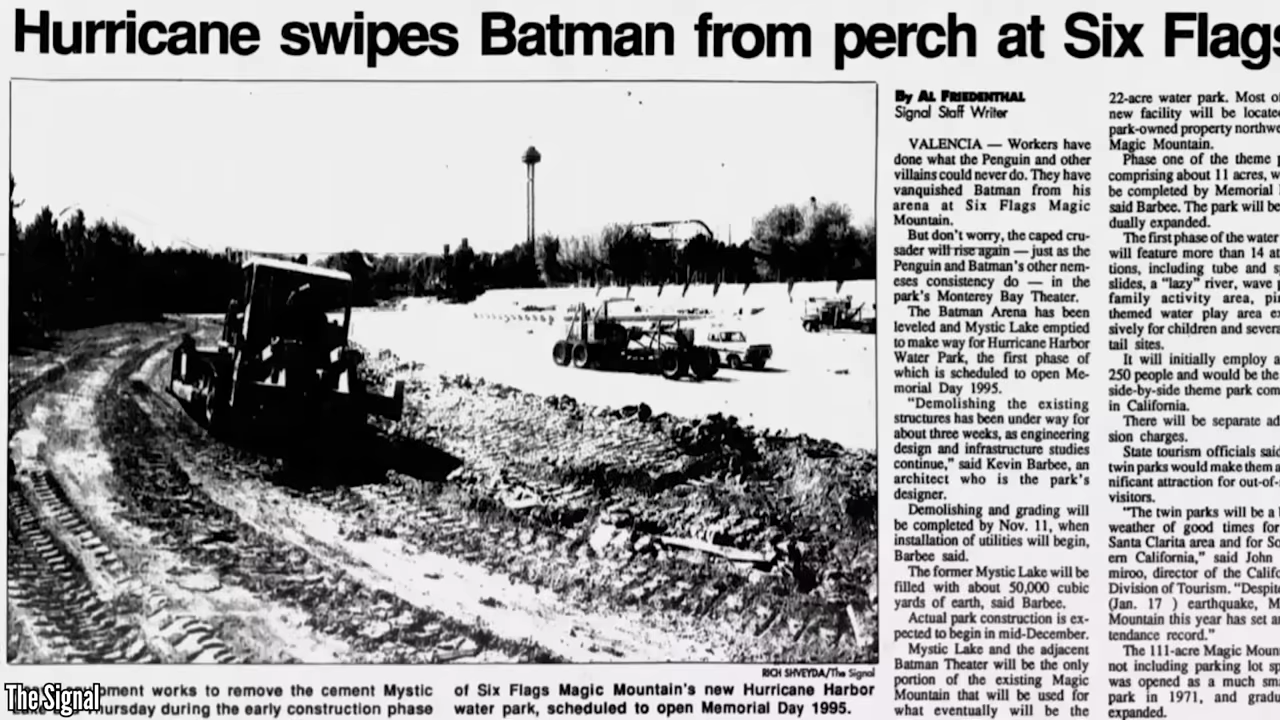 Hurricane swipes Batman from perch at Six Flags
By AL FRIEDENTHAL
Signal Staff Writer
VALENCIA — Workers have
done what the Penguin and other
villains could never do. They have
vanquished Batman from his
arena at Six Flags Magic
Mountain.
But don't worry, the caped cru-
sader will rise again — just as the
Penguin and Batman's other nem-
eses consistency do — in the
park's Monterey Bay Theater.
The Batman Arena has been
leveled and Mystic Lake emptied
to make way for Hurricane Harbor
Water Park, the first phase of
which is scheduled to open Me-
morial Day 1995.
"Demolishing the existing
structures has been under way for
about three weeks, as engineering
design and infrastructure studies
continue," said Kevin Barbee, an
architect who is the park's
designer.
Demolishing and grading will
be completed by Nov. 11, when
installation of utilities will begin,
Barbee said.
The former Mystic Lake will be
filled with about 50,000 cubic
yards of earth, said Barbee.
Actual park construction is ex-
pected to begin in mid-December.
Mystic Lake and the adjacent
Batman Theater will be the only
portion of the existing Magic
Mountain that will be used for
what eventually will be the
22-acre water park. Most of
new facility will be locate
park-owned property northwe
Magic Mountain.
Phase one of the theme p
comprising about 11 acres, w
be completed by Memorial
said Barbee. The park will be
dually expanded.
The first phase of the water
will feature more than 14 at
tions, including tube and s
slides, a "lazy" river, wave
family activity area, pi
themed water play area ex
sively for children and severa
tail sites.
It will initially employ a
250 people and would be the
side-by-side theme park com
in California.
There will be separate ad
sion charges.
State tourism officials said
twin parks would make them a
nificant attraction for out-of-
visitors.
"The twin parks will be a
weather of good times for
Santa Clarita area and for So
ern California," said John
miroo, director of the Califo
Division of Tourism. "Despit
(Jan. 17 ) earthquake, M
Mountain this year has set a
tendance record."
The 111-acre Magic Moun
not including parking lot sp
was opened as a much sma
park in 1971, and gradu
expanded.
RICH SHVEYDA/The Signal
ment works to remove the cement Mystic
Thursday during the early construction phase
of Six Flags Magic Mountain's new Hurricane Harbor
water park, scheduled to open Memorial Day 1995.
The Signal